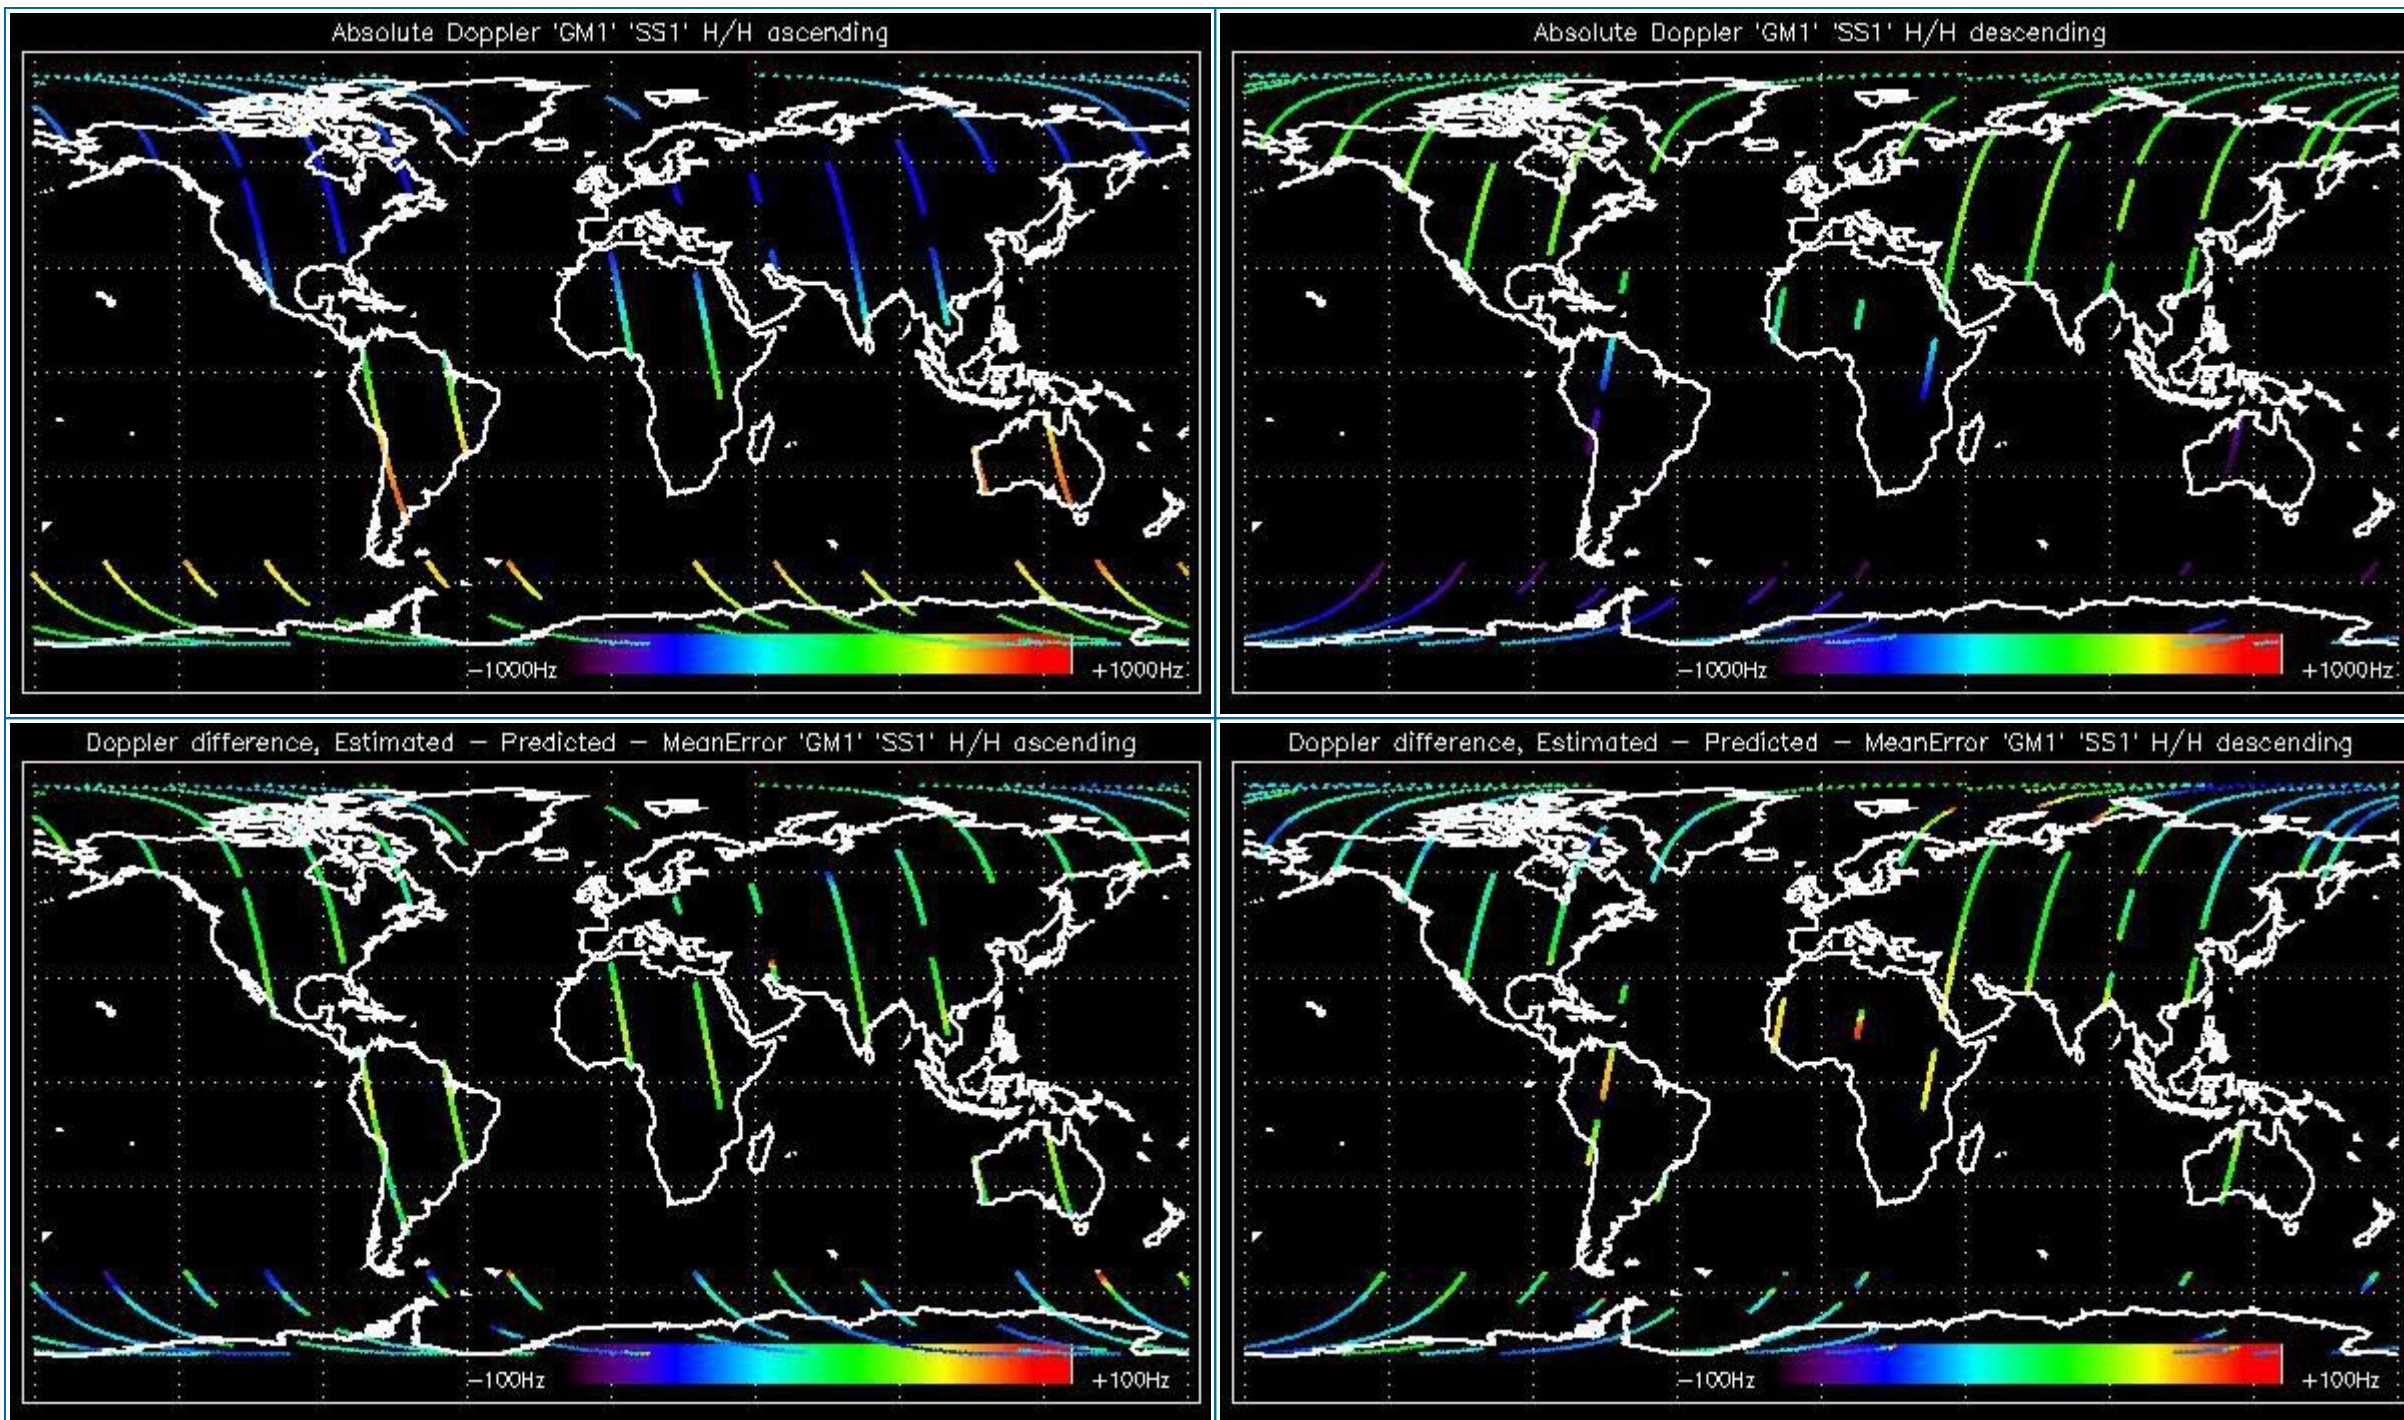 Absolute Doppler 'GM1' 'SS1' H/H ascending
-1000Hz
+1000Hz
Absolute Doppler 'GM1' 'SS1' H/H descending
-1000Hz
+1000Hz
Doppler difference, Estimated - Predicted - MeanError 'GM1' 'SS1' H/H ascending
-100Hz
+100Hz
Doppler difference, Estimated - Predicted - MeanError 'GM1' 'SS1' H/H descending
-100Hz
+100Hz